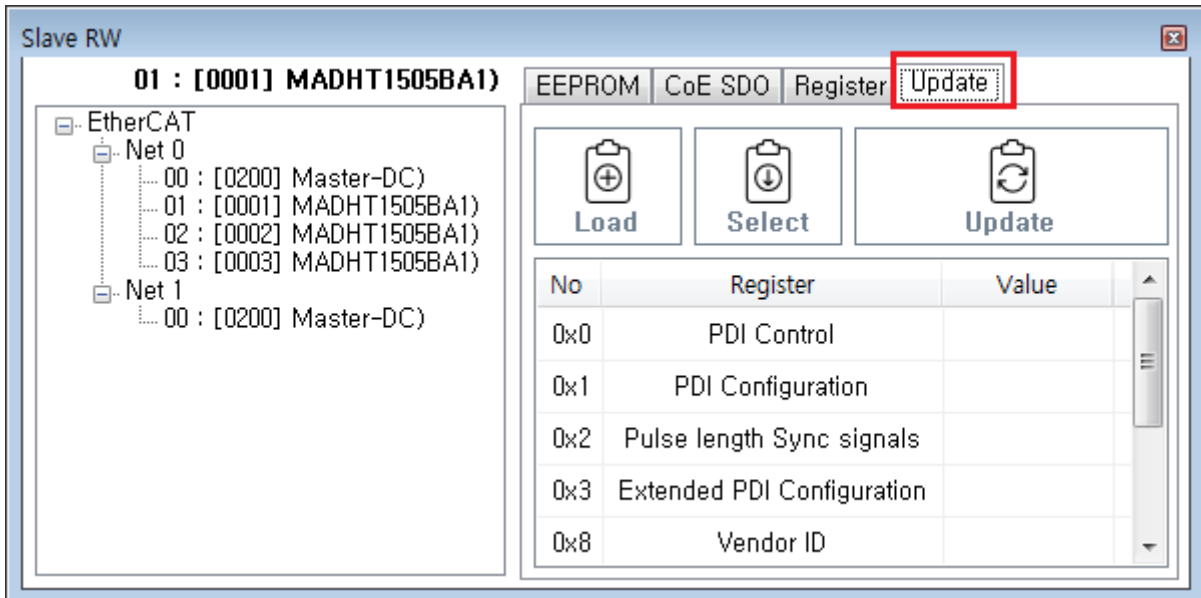 Slave RW
01 : [0001] MADHT1505BA1)
EtherCAT
Net 0
00 : [0200] Master-DC)
01 : [0001] MADHT1505BA1)
02 : [0002] MADHT1505BA1)
03 : [0003] MADHT1505BA1)
Net 1
00 : [0200] Master-DC)
EEPROM CoE SDO Register Update
Load Select Update
No Register Value
0x0 PDI Control
0x1 PDI Configuration
0x2 Pulse length Sync signals
0x3 Extended PDI Configuration
0x8 Vendor ID